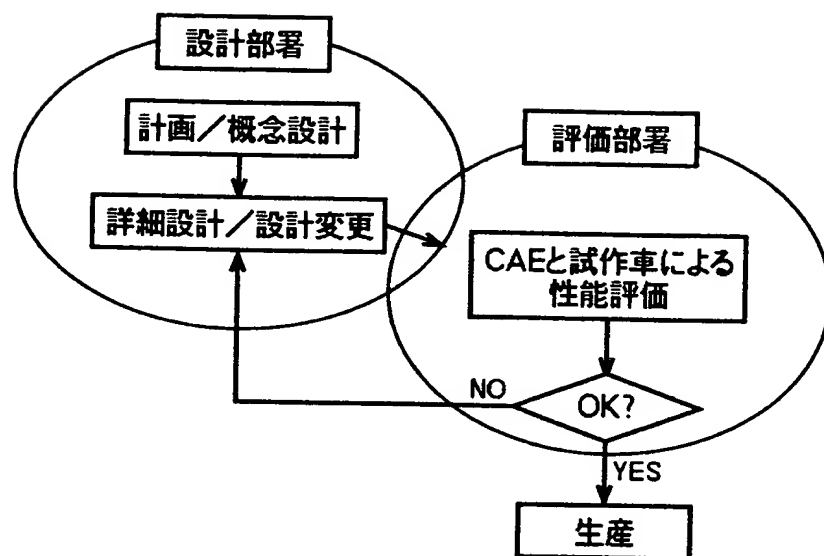 設計部署
計画／概念設計
詳細設計／設計変更
評価部署
CAEと試作車による
性能評価
OK?
NO
YES
生産